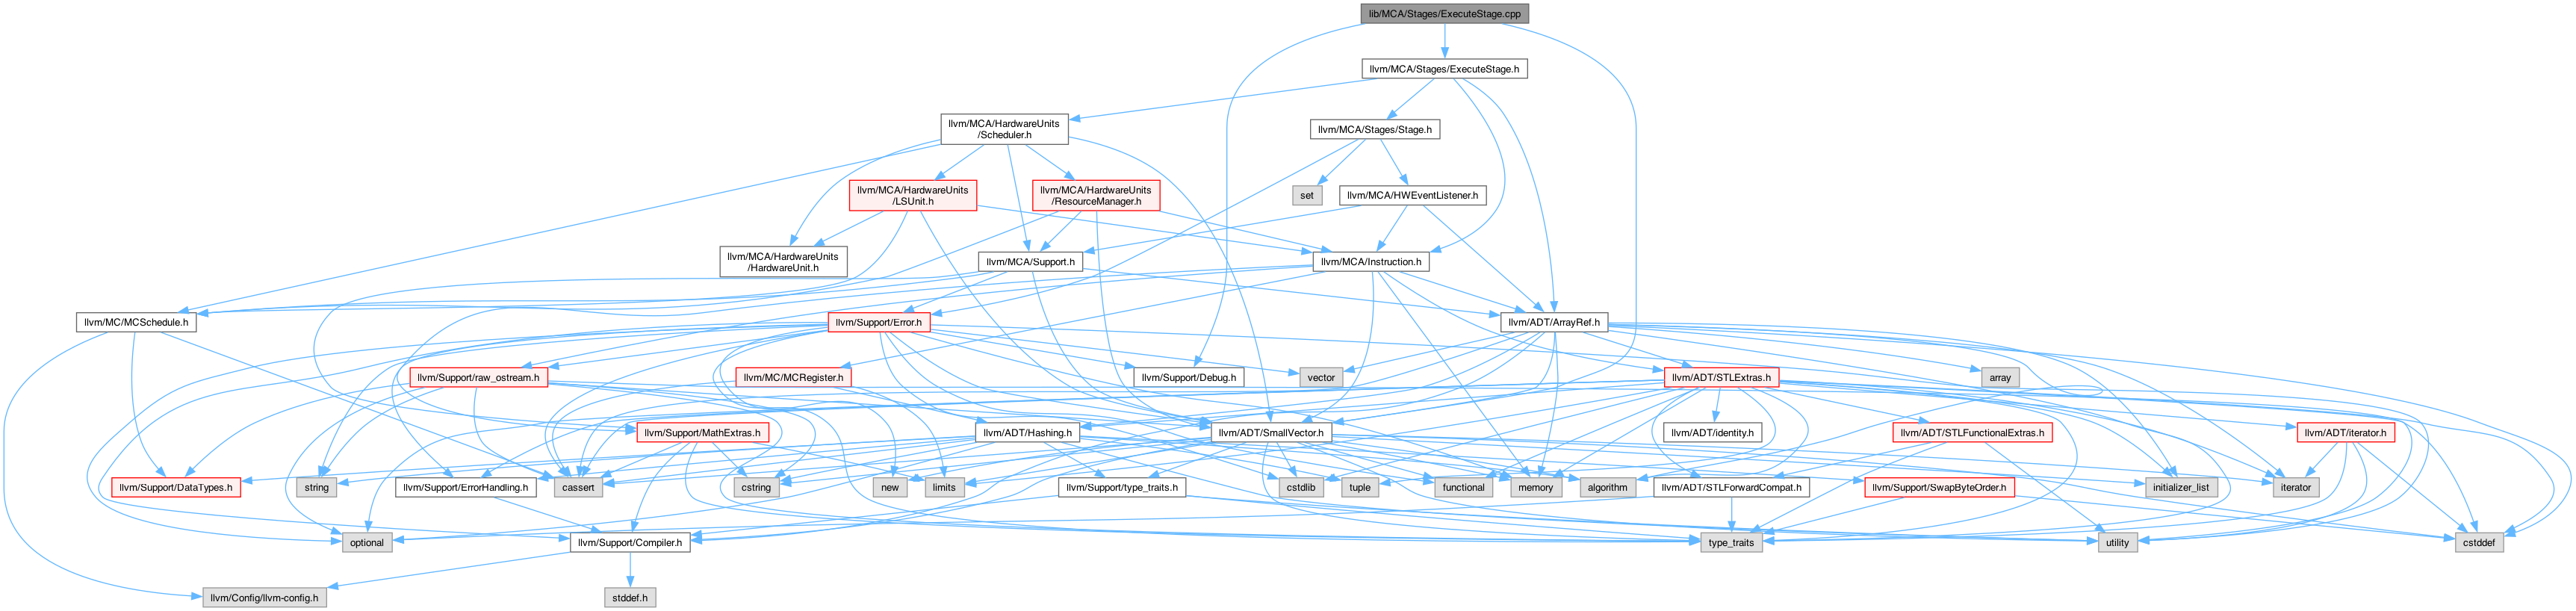 lib/MCA/Stages/ExecuteStage.cpp
llvm/MCA/Stages/ExecuteStage.h
llvm/MCA/HardwareUnits
/Scheduler.h
llvm/MCA/Stages/Stage.h
llvm/MCA/HardwareUnits
/LSUnit.h
llvm/MCA/HardwareUnits
/ResourceManager.h
set
llvm/MCA/HWEventListener.h
llvm/MCA/HardwareUnits
/HardwareUnit.h
llvm/MCA/Support.h
llvm/MCA/Instruction.h
llvm/MC/MCSchedule.h
llvm/Support/Error.h
llvm/ADT/ArrayRef.h
llvm/Support/raw_ostream.h
llvm/MC/MCRegister.h
llvm/Support/Debug.h
vector
llvm/ADT/STLExtras.h
array
llvm/Support/MathExtras.h
llvm/ADT/Hashing.h
llvm/ADT/SmallVector.h
llvm/ADT/identity.h
llvm/ADT/STLFunctionalExtras.h
llvm/ADT/iterator.h
llvm/Support/DataTypes.h
string
llvm/Support/ErrorHandling.h
cassert
cstring
new
limits
llvm/Support/type_traits.h
cstdlib
tuple
functional
memory
algorithm
llvm/ADT/STLForwardCompat.h
llvm/Support/SwapByteOrder.h
initializer_list
iterator
optional
llvm/Support/Compiler.h
type_traits
utility
cstddef
llvm/Config/llvm-config.h
stddef.h